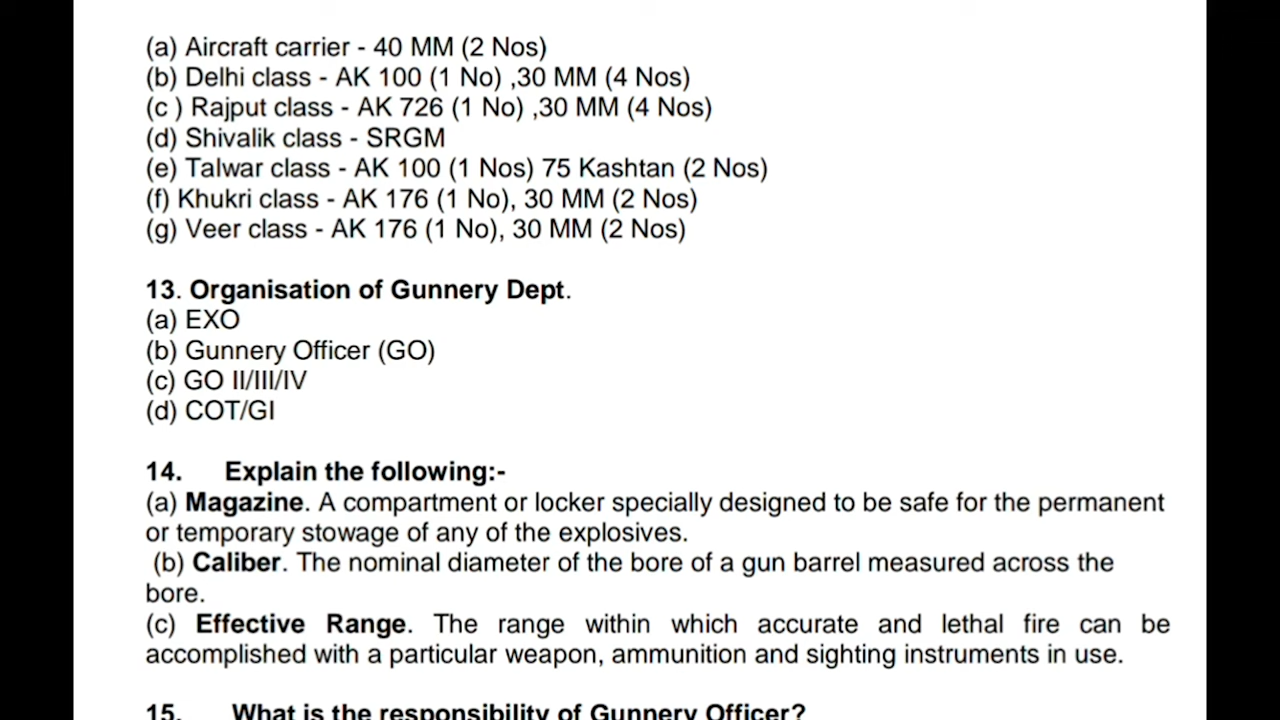 (a) Aircraft carrier - 40 MM (2 Nos)
(b) Delhi class - AK 100 (1 No) ,30 MM (4 Nos)
(c ) Rajput class - AK 726 (1 No) ,30 MM (4 Nos)
(d) Shivalik class - SRGM
(e) Talwar class - AK 100 (1 Nos) 75 Kashtan (2 Nos)
(f) Khukri class - AK 176 (1 No), 30 MM (2 Nos)
(g) Veer class - AK 176 (1 No), 30 MM (2 Nos)
13. Organisation of Gunnery Dept.
(a) EXO
(b) Gunnery Officer (GO)
(c) GO II/III/IV
(d) COT/GI
14. Explain the following:-
(a) Magazine. A compartment or locker specially designed to be safe for the permanent
or temporary stowage of any of the explosives.
(b) Caliber. The nominal diameter of the bore of a gun barrel measured across the
bore.
(c) Effective Range. The range within which accurate and lethal fire can be
accomplished with a particular weapon, ammunition and sighting instruments in use.
15. What is the responsibility of Gunnery Officer?